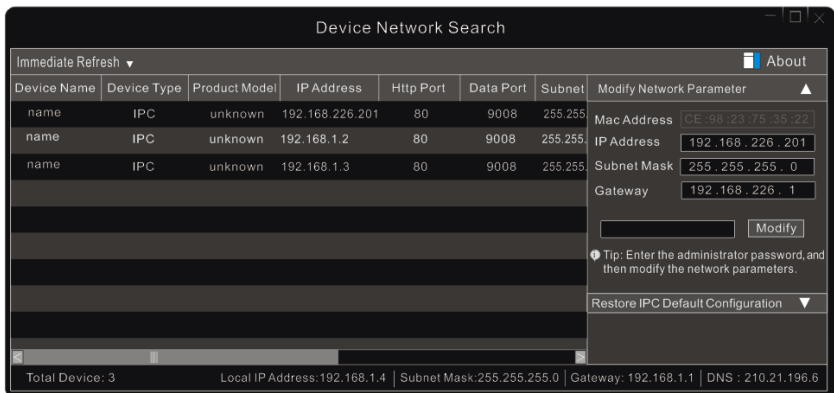 Device Network Search
Immediate Refresh ▼ About
Device Name Device Type Product Model IP Address Http Port Data Port Subnet
name IPC unknown 192.168.226.201 80 9008 255.255.
name IPC unknown 192.168.1.2 80 9008 255.255.
name IPC unknown 192.168.1.3 80 9008 255.255.
Modify Network Parameter ▲
Mac Address CE :98 :23 :75 :35 :22
IP Address 192 .168 . 226 . 201
Subnet Mask 255 . 255 . 255 . 0
Gateway 192 .168 . 226 . 1
Modify
Tip: Enter the administrator password, and
then modify the network parameters.
Restore IPC Default Configuration ▼
Total Device: 3 Local IP Address:192.168.1.4 Subnet Mask:255.255.255.0 Gateway: 192.168.1.1 DNS : 210.21.196.6